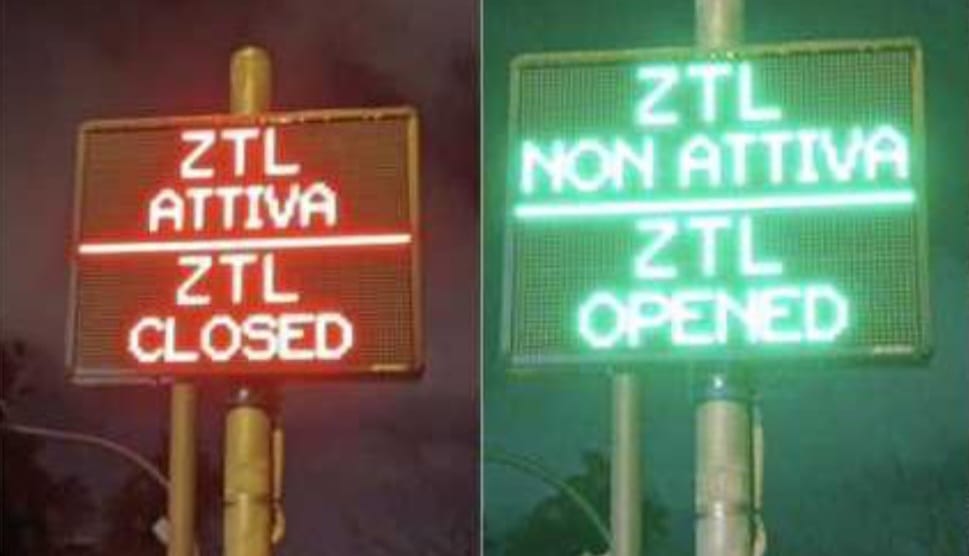 ZTL
ATTIVA
ZTL
CLOSED
ZTL
NON ATTIVA
ZTL
OPENED